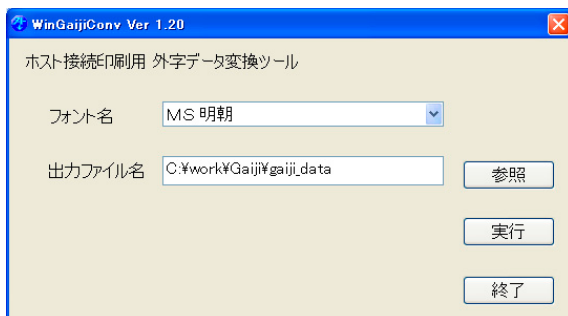 WinGaijiConv Ver 1.20
ホスト接続印刷用 外字データ変換ツール
フォント名 MS 明朝
出力ファイル名 C:¥work¥Gaiji¥gaiji_data 参照
実行
終了